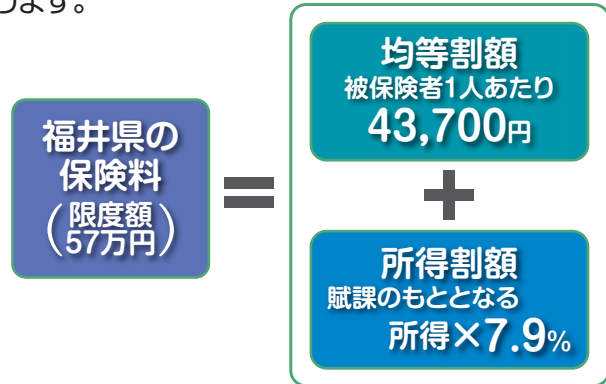 ります。
福井県の
保険料
(限度額
57万円)
=
均等割額
被保険者1人あたり
43,700円
+
所得割額
賦課のもととなる
所得×7.9%